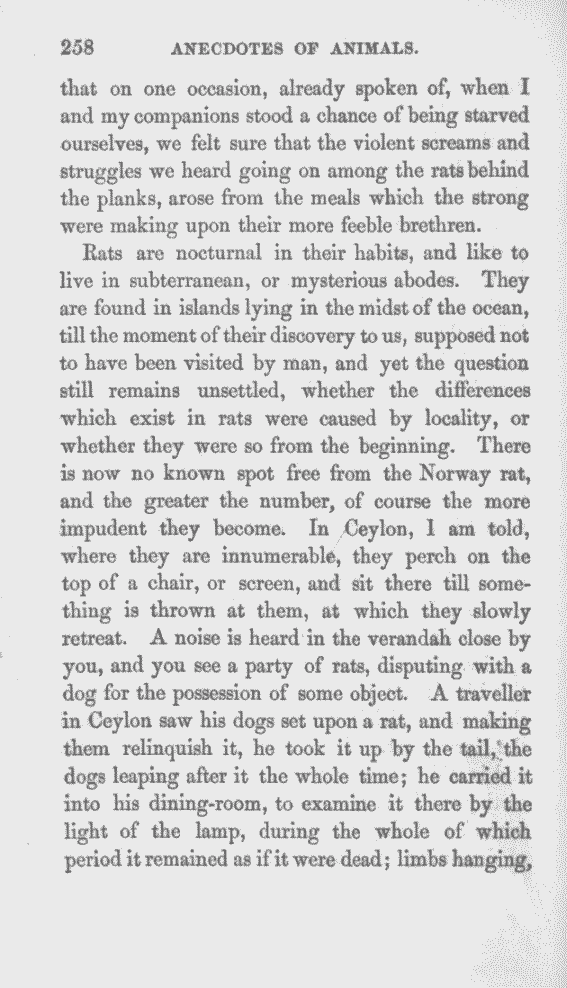 258 ANECDOTES OF ANIMALS.
that on one occasion, already spoken of, when I
and my companions stood a chance of being starved
ourselves, we felt sure that the violent screams and
struggles we heard going on among the rats behind
the planks, arose from the meals which the strong
were making upon their more feeble brethren.
Rats are nocturnal in their habits, and like to
live in subterranean, or mysterious abodes. They
are found in islands lying in the midst of the ocean,
till the moment of their discovery to us, supposed not
to have been visited by man, and yet the question
still remains unsettled, whether the differences
which exist in rats were caused by locality, or
whether they were so from the beginning. There
is now no known spot free from the Norway rat,
and the greater the number, of course the more
impudent they become. In Ceylon, I am told,
where they are innumerable, they perch on the
top of a chair, or screen, and sit there till some-
thing is thrown at them, at which they slowly
retreat. A noise is heard in the verandah close by
you, and you see a party of rats, disputing with a
dog for the possession of some object. A traveller
in Ceylon saw his dogs set upon a rat, and making
them relinquish it, he took it up by the tail, the
dogs leaping after it the whole time; he carried it
into his dining-room, to examine it there by the
light of the lamp, during the whole of which
period it remained as if it were dead; limbs hanging,